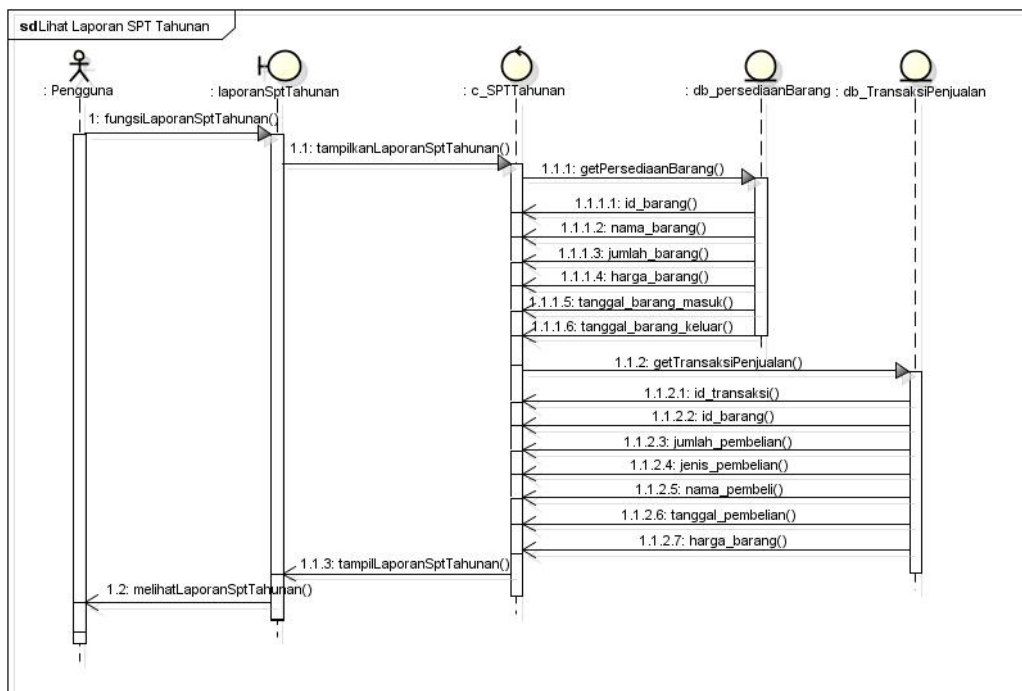 sdLihat Laporan SPT Tahunan
: Pengguna
: laporanSptTahunan
: c_SPTTahunan
: db_persediaanBarang
: db_TransaksiPenjualan
1: fungsiLaporanSptTahunan()
1.1: tampilkanLaporanSptTahunan()
1.1.1: getPersediaanBarang()
1.1.1.1: id_barang()
1.1.1.2: nama_barang()
1.1.1.3: jumlah_barang()
1.1.1.4: harga_barang()
1.1.1.5: tanggal_barang_masuk()
1.1.1.6: tanggal_barang_keluar()
1.1.2: getTransaksiPenjualan()
1.1.2.1: id_transaksi()
1.1.2.2: id_barang()
1.1.2.3: jumlah_pembelian()
1.1.2.4: jenis_pembelian()
1.1.2.5: nama_pembeli()
1.1.2.6: tanggal_pembelian()
1.1.2.7: harga_barang()
1.1.3: tampilLaporanSptTahunan()
1.2: melihatLaporanSptTahunan()